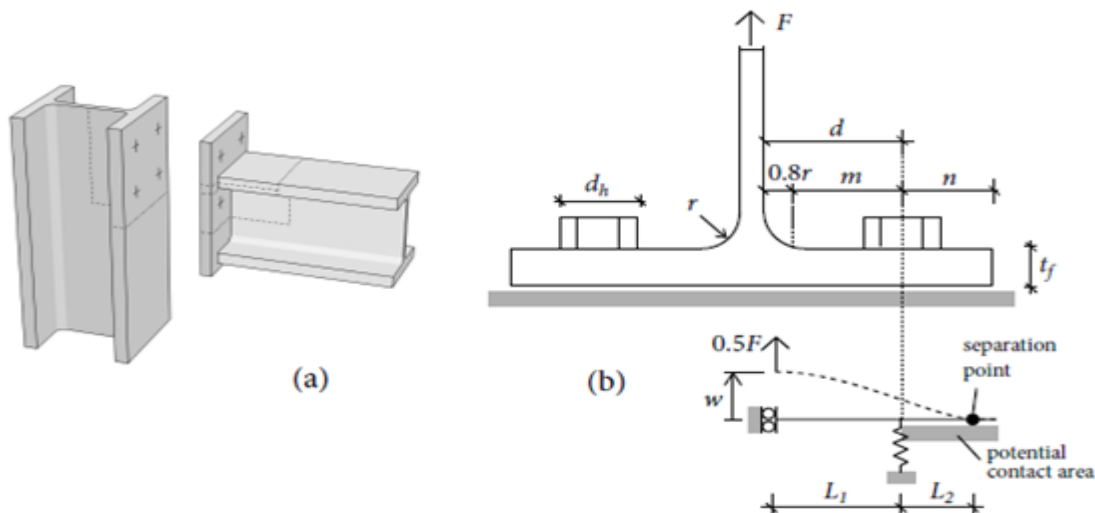 F
d
0.8r
m
n
d_h
r
t_f
(a)
(b)
0.5F
w
separation
point
potential
contact area
L_1
L_2